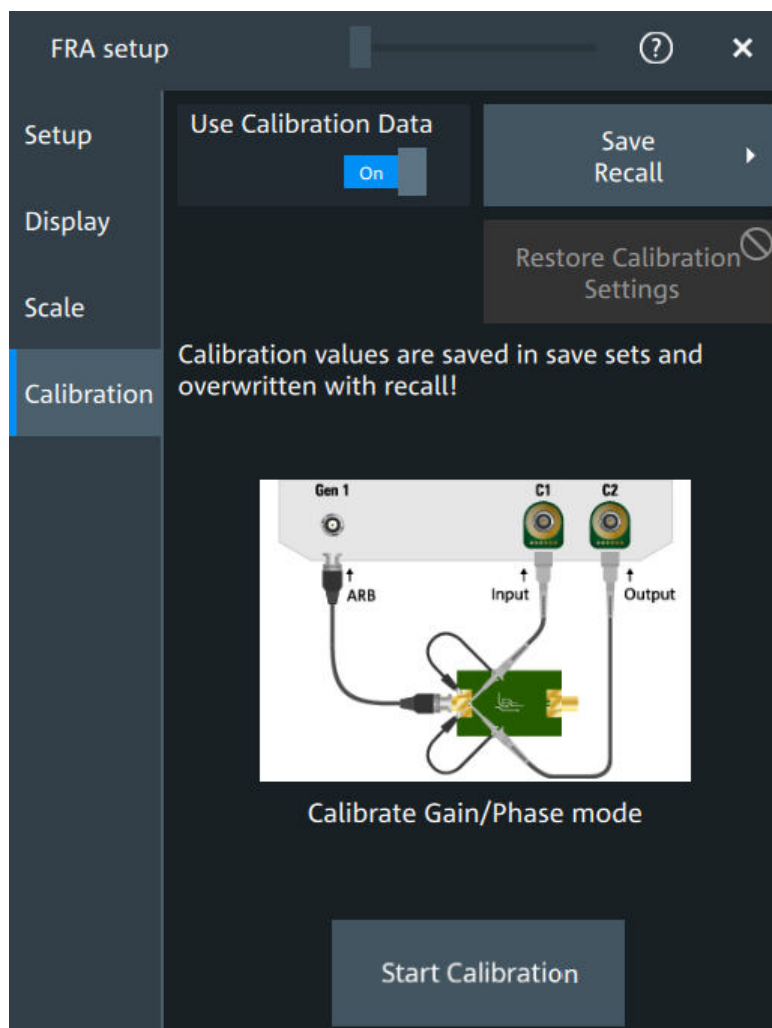 FRA setup
Setup
Display
Scale
Calibration
Use Calibration Data
On
Save
Recall
Restore Calibration
Settings
Calibration values are saved in save sets and
overwritten with recall!
Gen 1
C1
C2
ARB
Input
Output
Calibrate Gain/Phase mode
Start Calibration